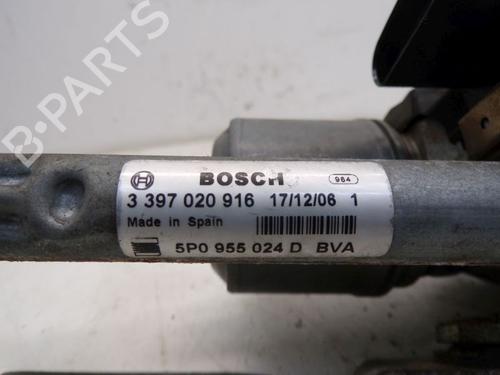 B-PARTS
BOSCH 984
3 397 020 916 17/12/06 1
Made in Spain
5P0 955 024 D BVA